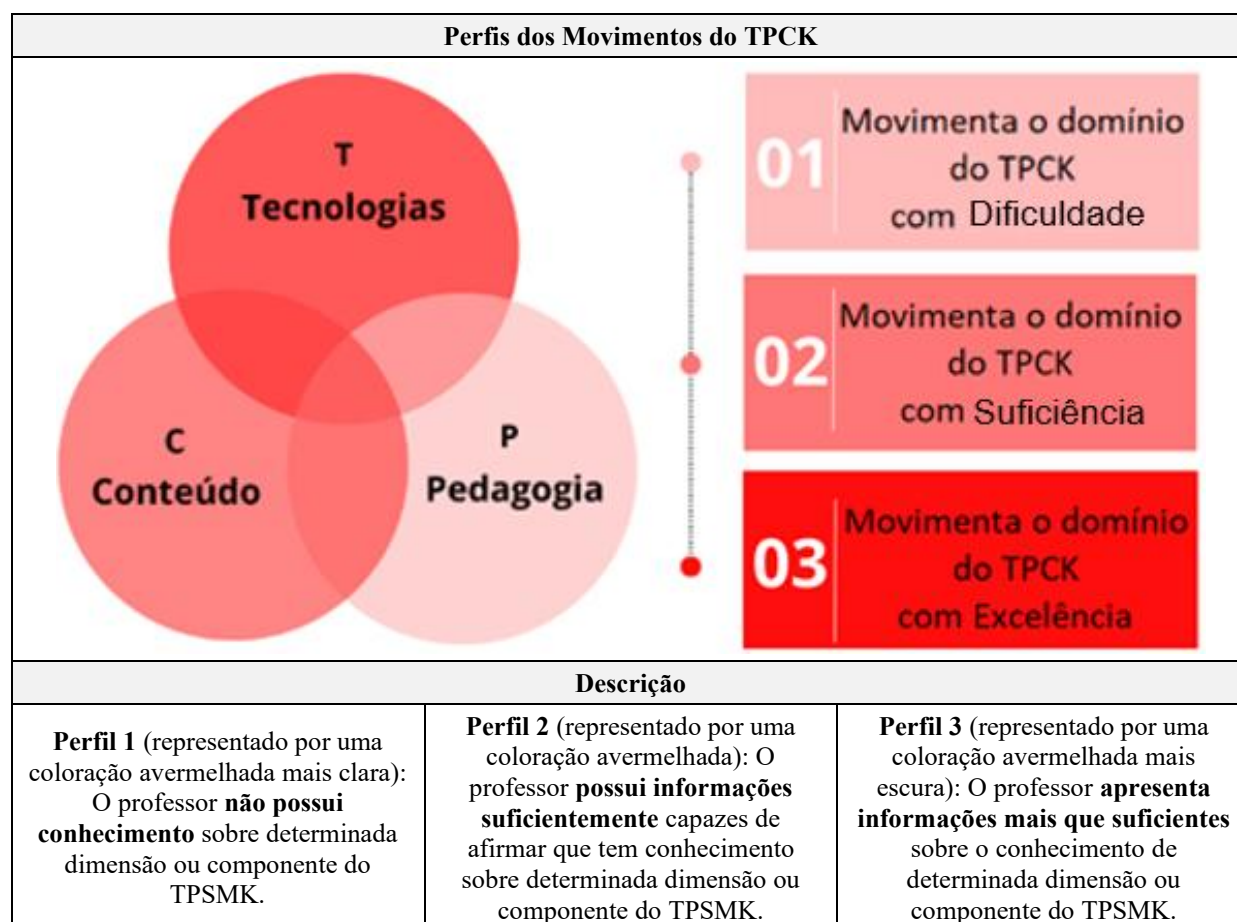 Perfis dos Movimentos do TPCK
T
Tecnologias
C
Conteúdo
P
Pedagogia
01
Movimenta o domínio
do TPCK
com Dificuldade
02
Movimenta o domínio
do TPCK
com Suficiência
03
Movimenta o domínio
do TPCK
com Excelência
Descrição
Perfil 1 (representado por uma
coloração avermelhada mais clara):
O professor não possui
conhecimento sobre determinada
dimensão ou componente do
TPSMK.
Perfil 2 (representado por uma
coloração avermelhada): O
professor possui informações
suficientemente capazes de
afirmar que tem conhecimento
sobre determinada dimensão ou
componente do TPSMK.
Perfil 3 (representado por uma
coloração avermelhada mais
escura): O professor apresenta
informações mais que suficientes
sobre o conhecimento de
determinada dimensão ou
componente do TPSMK.